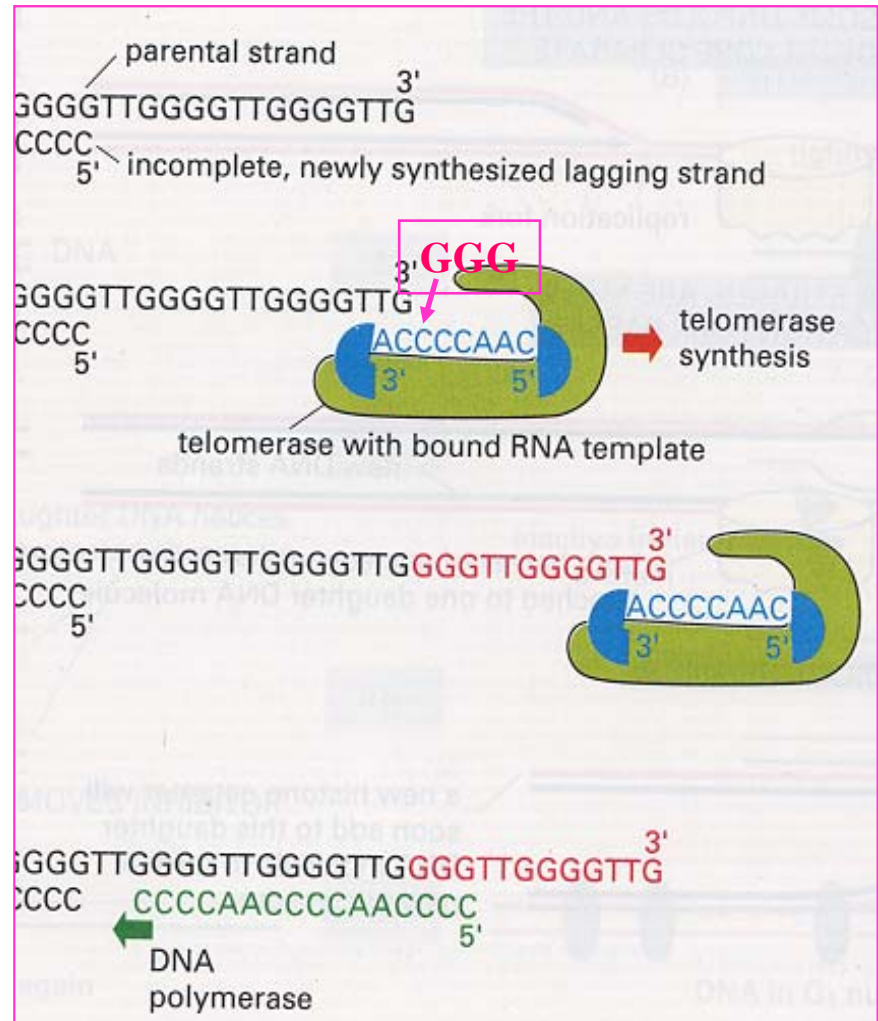 parental strand
3'
GGGGTTGGGGTTGGGGTTG
CCCC
5'
incomplete, newly synthesized lagging strand
GGG
3'
GGGGTTGGGGTTGGGGTTG
CCCC
5'
ACCCCAAC
3' 5'
telomerase
synthesis
telomerase with bound RNA template
3'
GGGGTTGGGGTTGGGGTTGGGGTTGGGGTTG
CCCC
5'
ACCCCAAC
3' 5'
3'
GGGGTTGGGGTTGGGGTTGGGGTTGGGGTTG
CCCC CCCCAACCCCAACCCC
5'
DNA
polymerase